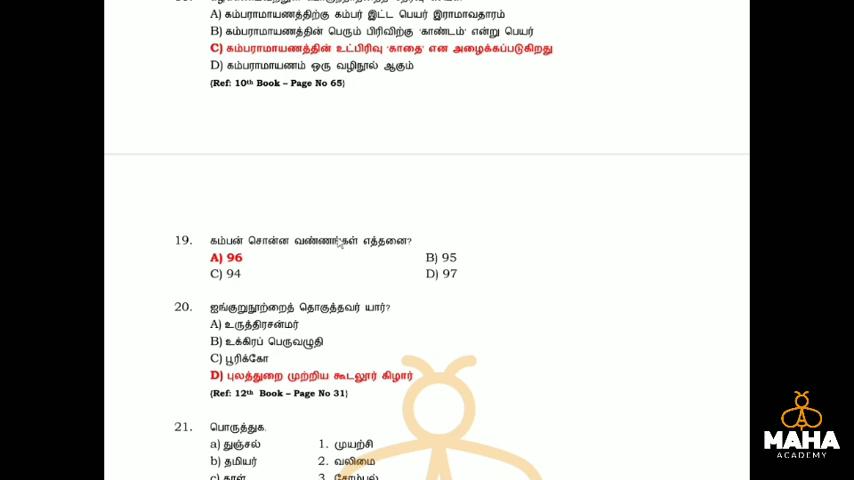 A) கம்பராமாயணத்திற்கு கம்பர் இட்ட பெயர் இராமாவதாரம்
B) கம்பராமாயணத்தின் பெரும் பிரிவிற்கு 'காண்டம்' என்று பெயர்
C) கம்பராமாயணத்தின் உட்பிரிவு 'காதை' என அழைக்கப்படுகிறது
D) கம்பராமாயணம் ஒரு வழிநூல் ஆகும்
(Ref: 10th Book – Page No 65)
19. கம்பன் சொன்ன வண்ணங்கள் எத்தனை?
A) 96 B) 95
C) 94 D) 97
20. ஐங்குறுநூற்றைத் தொகுத்தவர் யார்?
A) உருத்திரசன்மர்
B) உக்கிரப் பெருவழுதி
C) பூரிக்கோ
D) புலத்துறை முற்றிய கூடலூர் கிழார்
(Ref: 12th Book – Page No 31)
21. பொருத்துக.
a) துஞ்சல் 1. முயற்சி
b) தமியர் 2. வலிமை
3. சோம்பல்
MAHA
ACADEMY